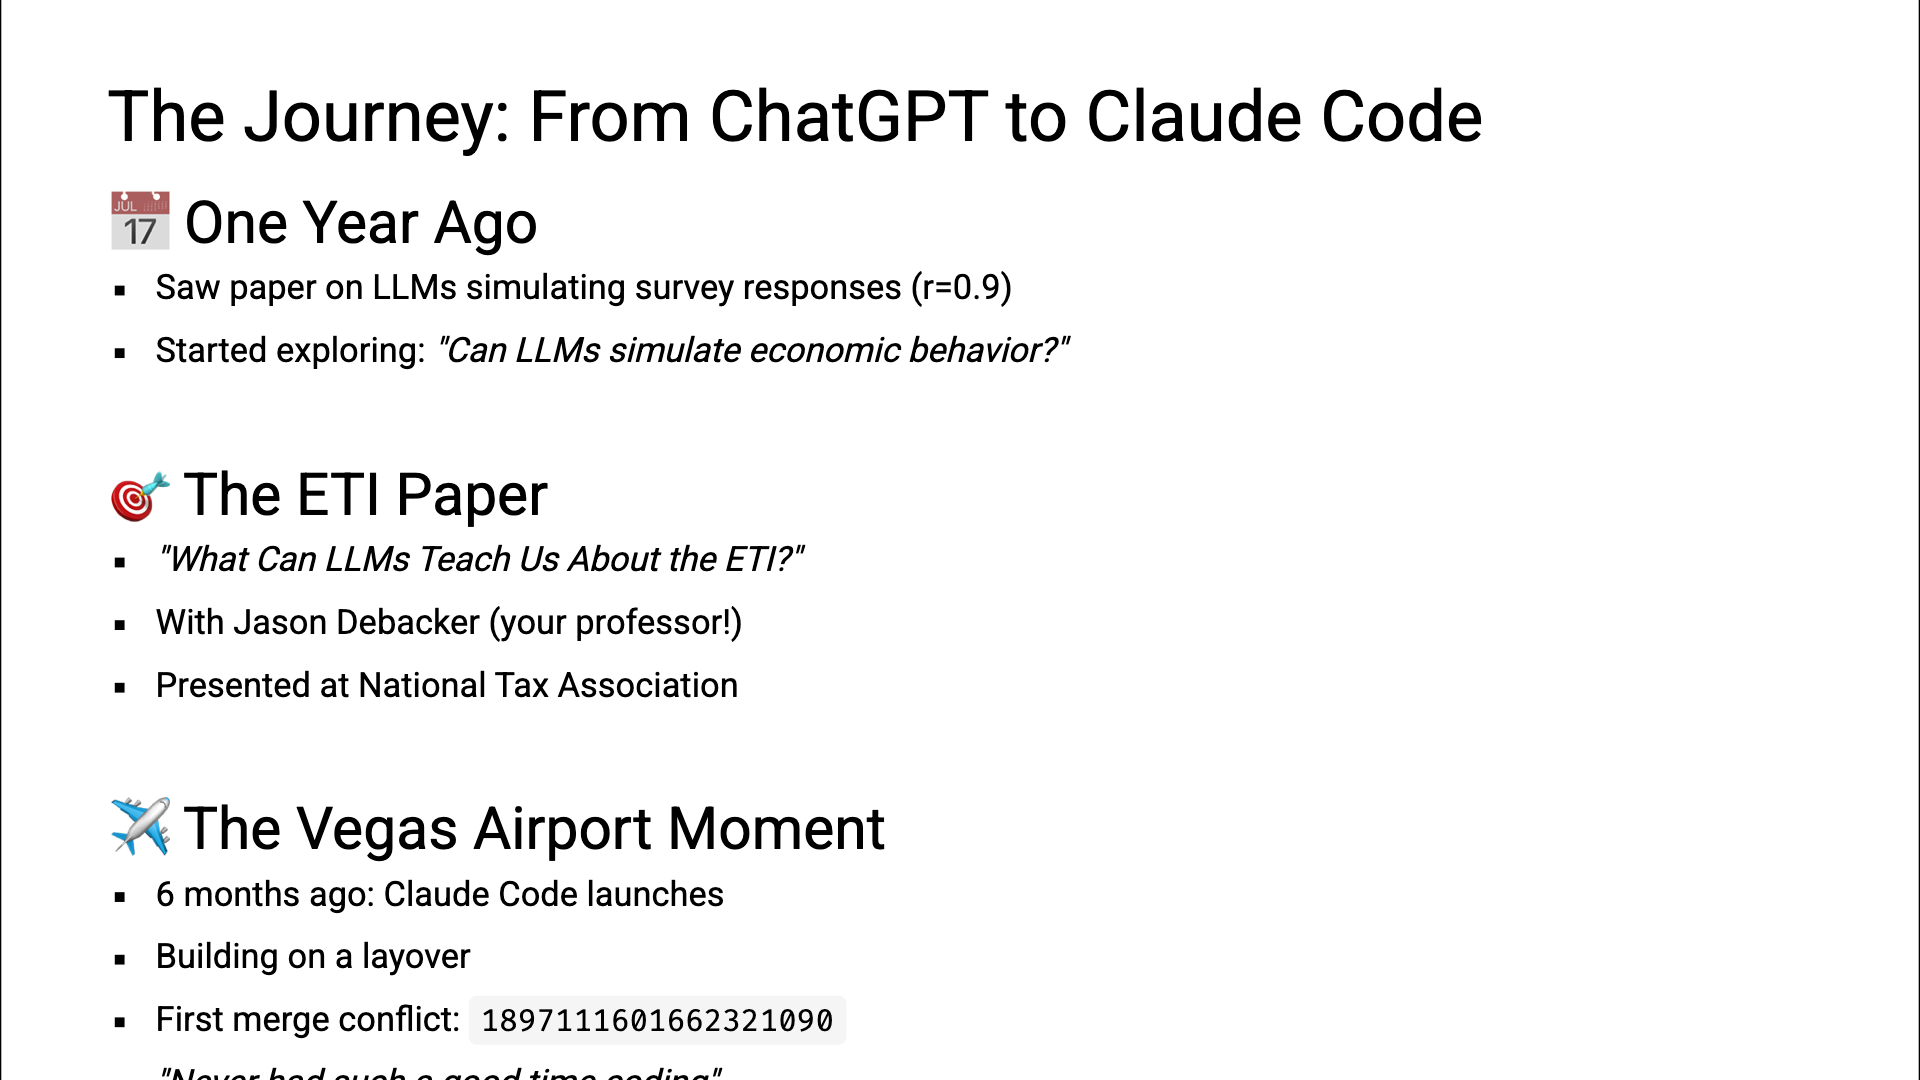 The Journey: From ChatGPT to Claude Code
JUL
17
One Year Ago
▪ Saw paper on LLMs simulating survey responses (r=0.9)
▪ Started exploring: "Can LLMs simulate economic behavior?"
The ETI Paper
▪ "What Can LLMs Teach Us About the ETI?"
▪ With Jason Debacker (your professor!)
▪ Presented at National Tax Association
The Vegas Airport Moment
▪ 6 months ago: Claude Code launches
▪ Building on a layover
▪ First merge conflict: 1897111601662321090
"Never had such a good time coding"